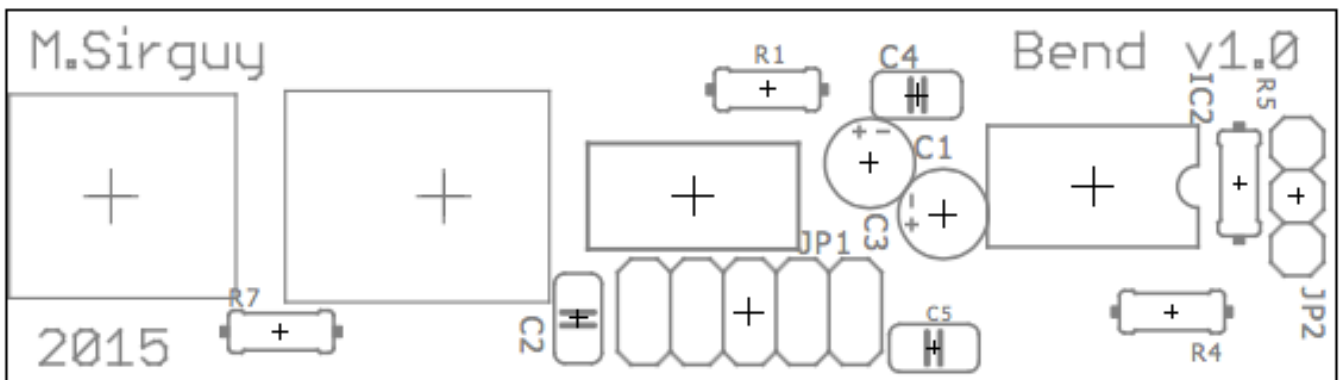 M.Sirguy
Bend v1.0
R1
C4
IC2
R5
C1
C3
JP1
R7
C2
C5
R4
JP2
2015